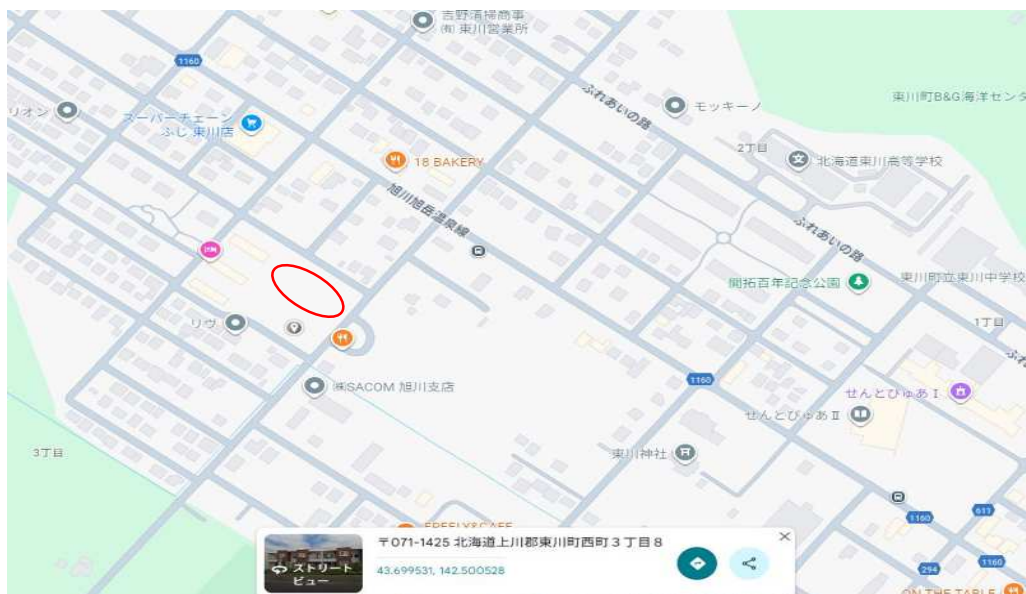 吉野清掃商事
(有) 東川営業所
1160
リオン
スーパーチェーン
ふじ 東川店
ふれあいの路
モッキーノ
東川町B&G海洋センタ
2丁目
北海道東川高等学校
18 BAKERY
旭川旭岳温泉線
ふれあいの路
開拓百年記念公園
東川町立東川中学校
1丁目
リヴ
㈱SACOM 旭川支店
1160
せんとぴゅあ I
せんとぴゅあ II
3丁目
東川神社
1160
611
294
1160
ON THE TABLE
〒071-1425 北海道上川郡東川町西町3丁目8
43.699531, 142.500528
ストリート
ビュー